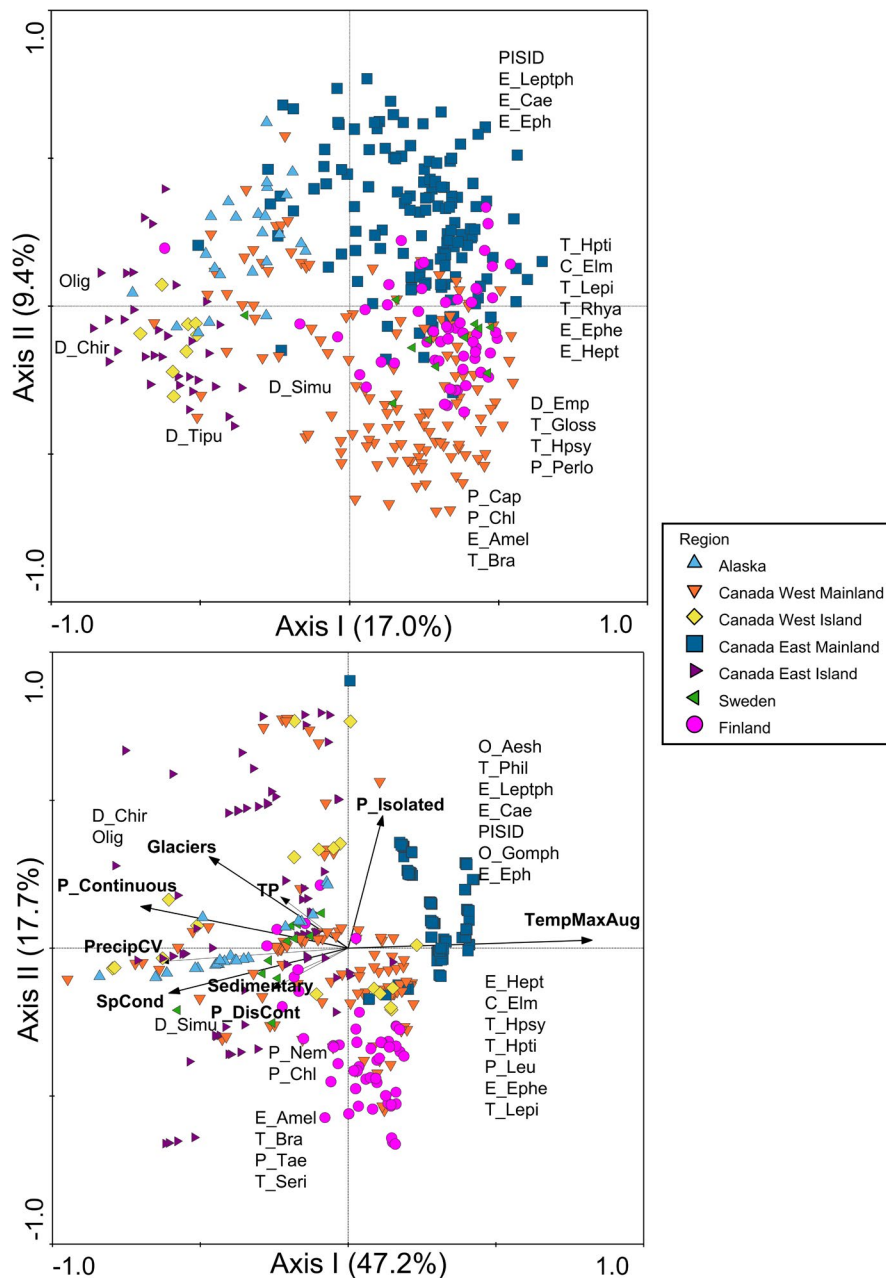 1.0
PISID
E_Leptph
E_Cae
E_Eph
T_Hpti
C_Elm
T_Lepi
T_Rhya
E_Ephe
E_Hept
Olig
D_Chir
D_Simu
D_Tipu
D_Emp
T_Gloss
T_Hpsy
P_Perlo
P_Cap
P_Chl
E_Amel
T_Bra
Axis II (9.4%)
-1.0
-1.0
Axis I (17.0%)
1.0
Region
Alaska
Canada West Mainland
Canada West Island
Canada East Mainland
Canada East Island
Sweden
Finland
1.0
O_Aesh
T_Phil
E_Leptph
E_Cae
PISID
O_Gomph
E_Eph
D_Chir
Olig
P_Isolated
Glaciers
P_Continuous
TP
TempMaxAug
PrecipCV
SpCond
Sedimentary
P_DisCont
D_Simu
P_Nem
P_Chl
E_Hept
C_Elm
T_Hpsy
T_Hpti
P_Leu
E_Ephe
T_Lepi
E_Amel
T_Bra
P_Tae
T_Seri
Axis II (17.7%)
-1.0
-1.0
Axis I (47.2%)
1.0